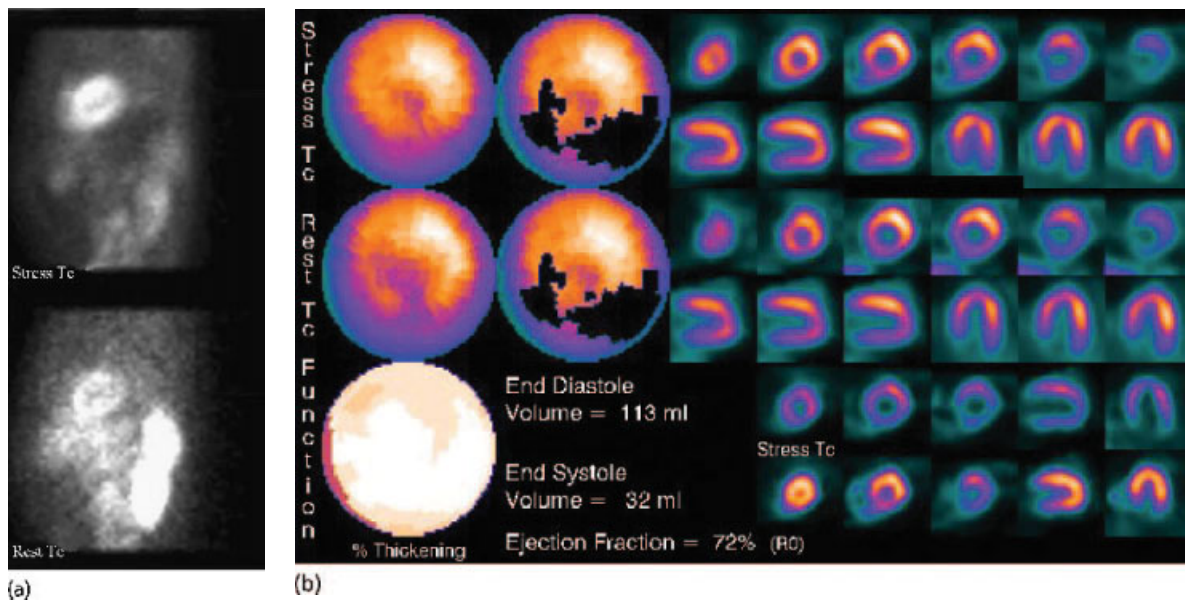 Stress Tc
Rest Tc
(a)
Stress Tc
Rest Tc
Function
End Diastole
Volume = 113 ml
End Systole
Volume = 32 ml
Ejection Fraction = 72% (R0)
% Thickening
Stress Tc
(b)